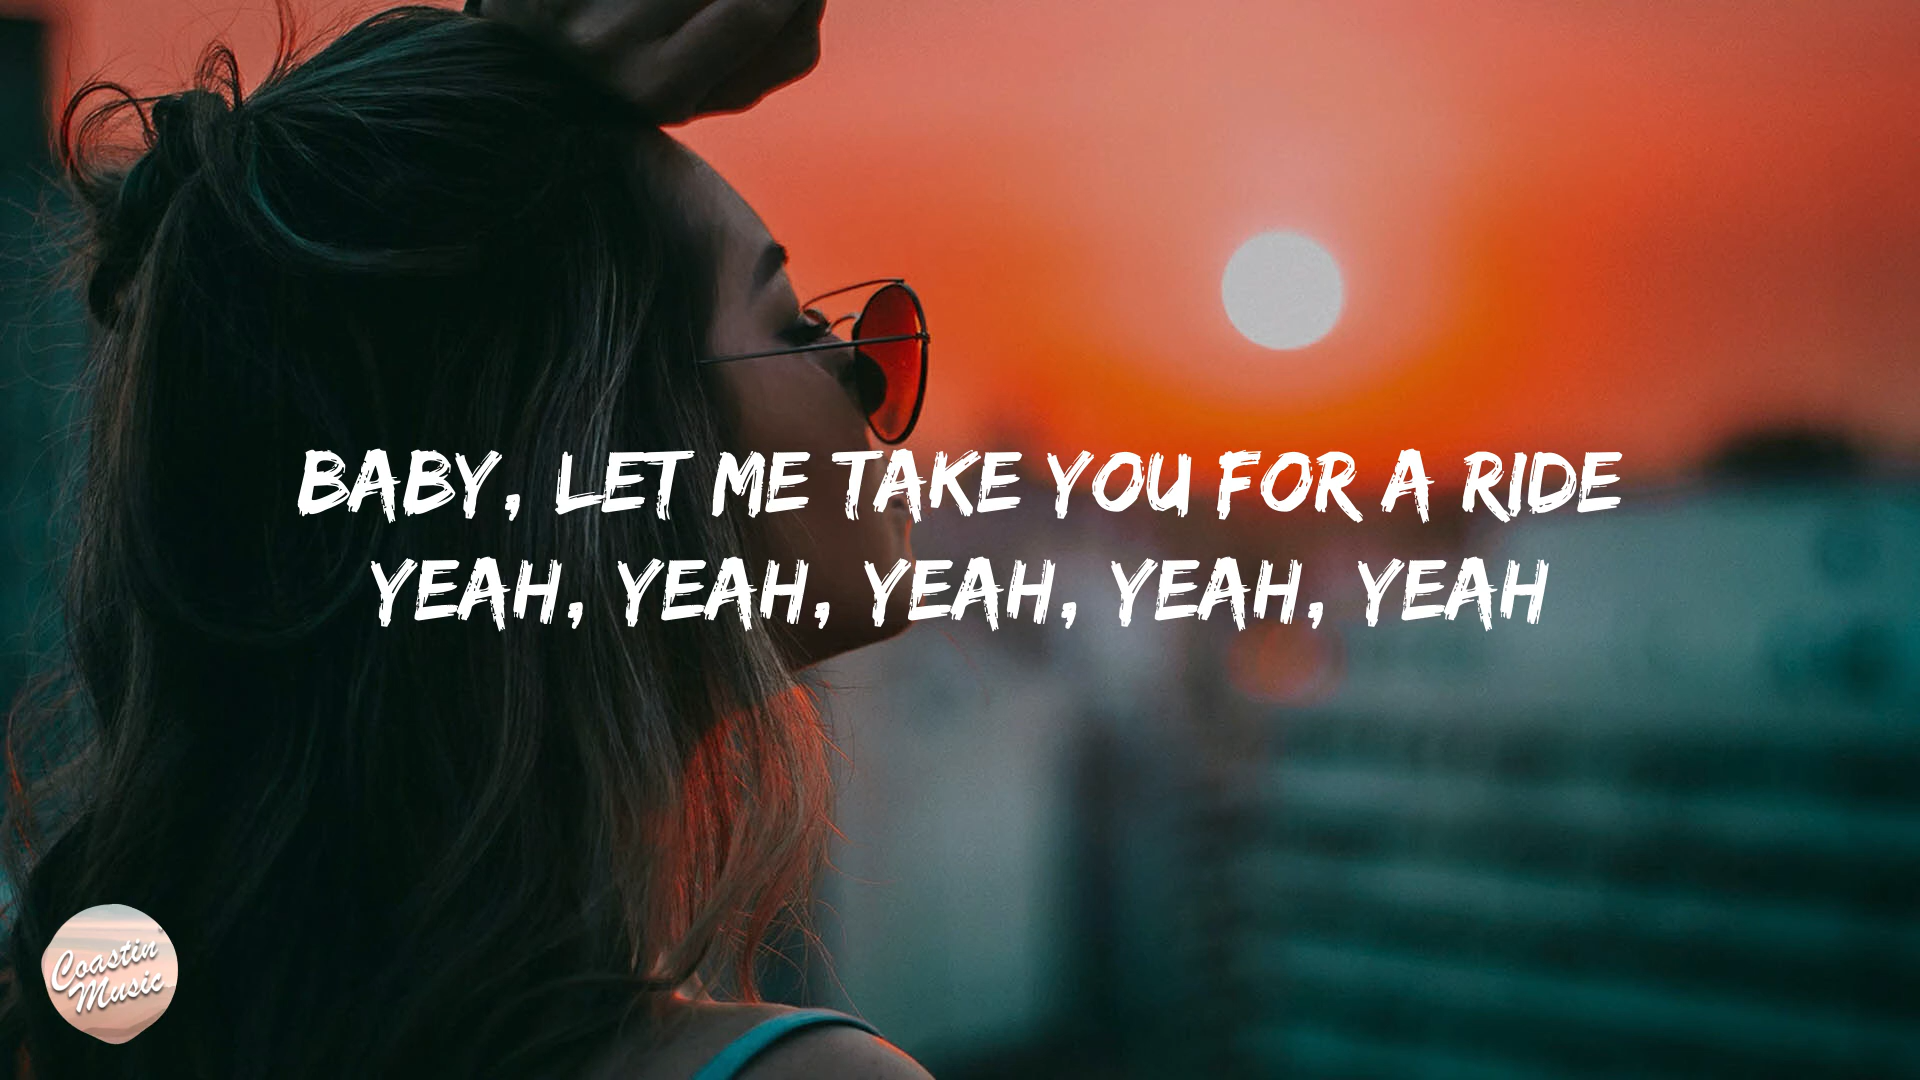 BABY, LET ME TAKE YOU FOR A RIDE
YEAH, YEAH, YEAH, YEAH, YEAH
Coastin
Music